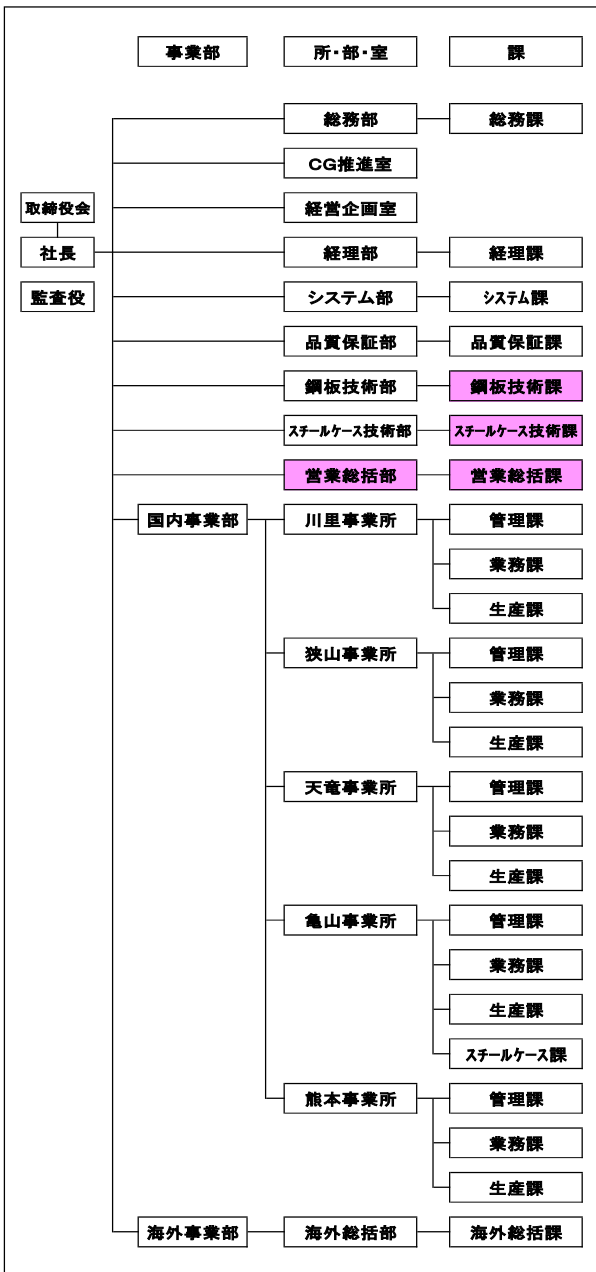 事業部 所・部・室 課
総務部 総務課
CG推進室
取締役会 経営企画室
社長 経理部 経理課
監査役 システム部 システム課
品質保証部 品質保証課
鋼板技術部 鋼板技術課
スチールケース技術部 スチールケース技術課
営業総括部 営業総括課
国内事業部 川里事業所 管理課
業務課
生産課
狭山事業所 管理課
業務課
生産課
天竜事業所 管理課
業務課
生産課
亀山事業所 管理課
業務課
生産課
スチールケース課
熊本事業所 管理課
業務課
生産課
海外事業部 海外総括部 海外総括課